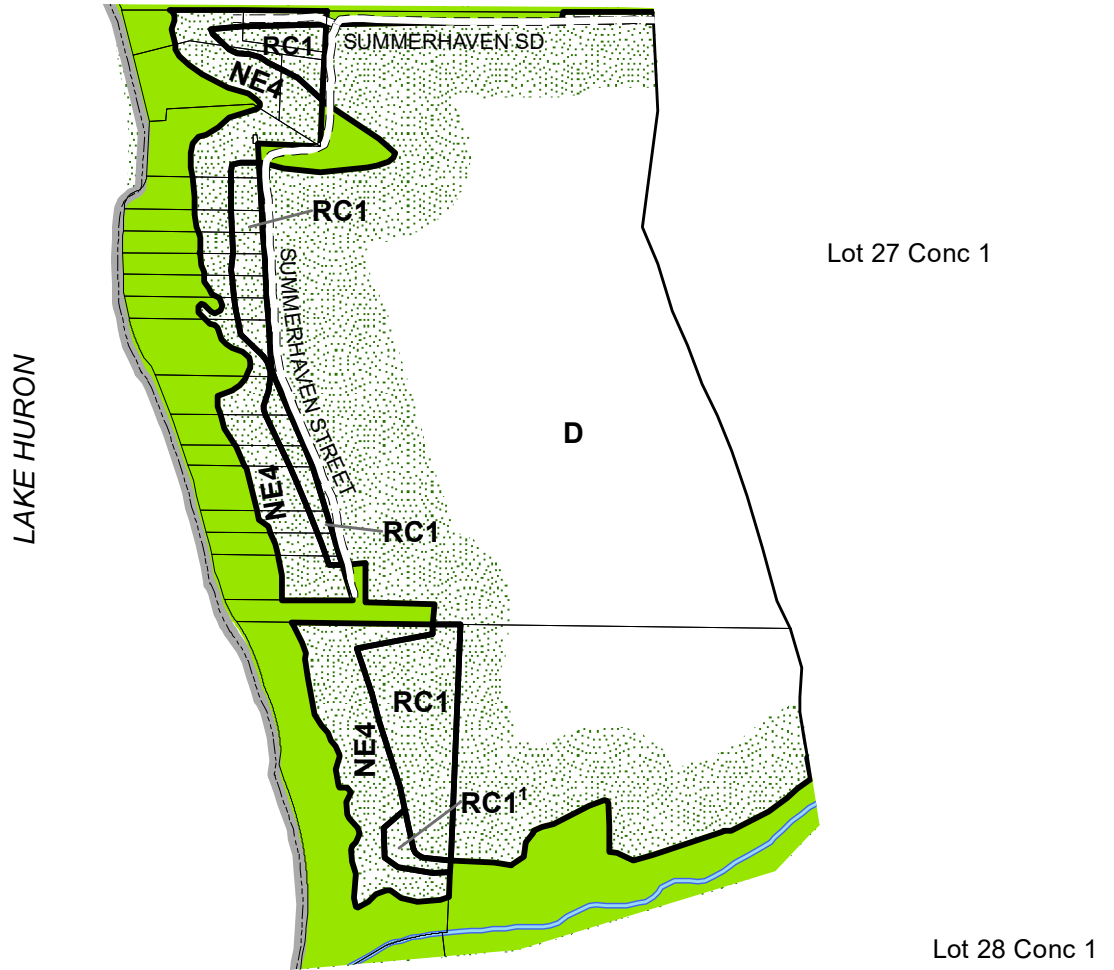 RC1
SUMMERHAVEN SD
NE4
RC1
Lot 27 Conc 1
SUMMERHAVEN STREET
LAKE HURON
D
NE4
RC1
RC1
NE4
RC1¹
Lot 28 Conc 1